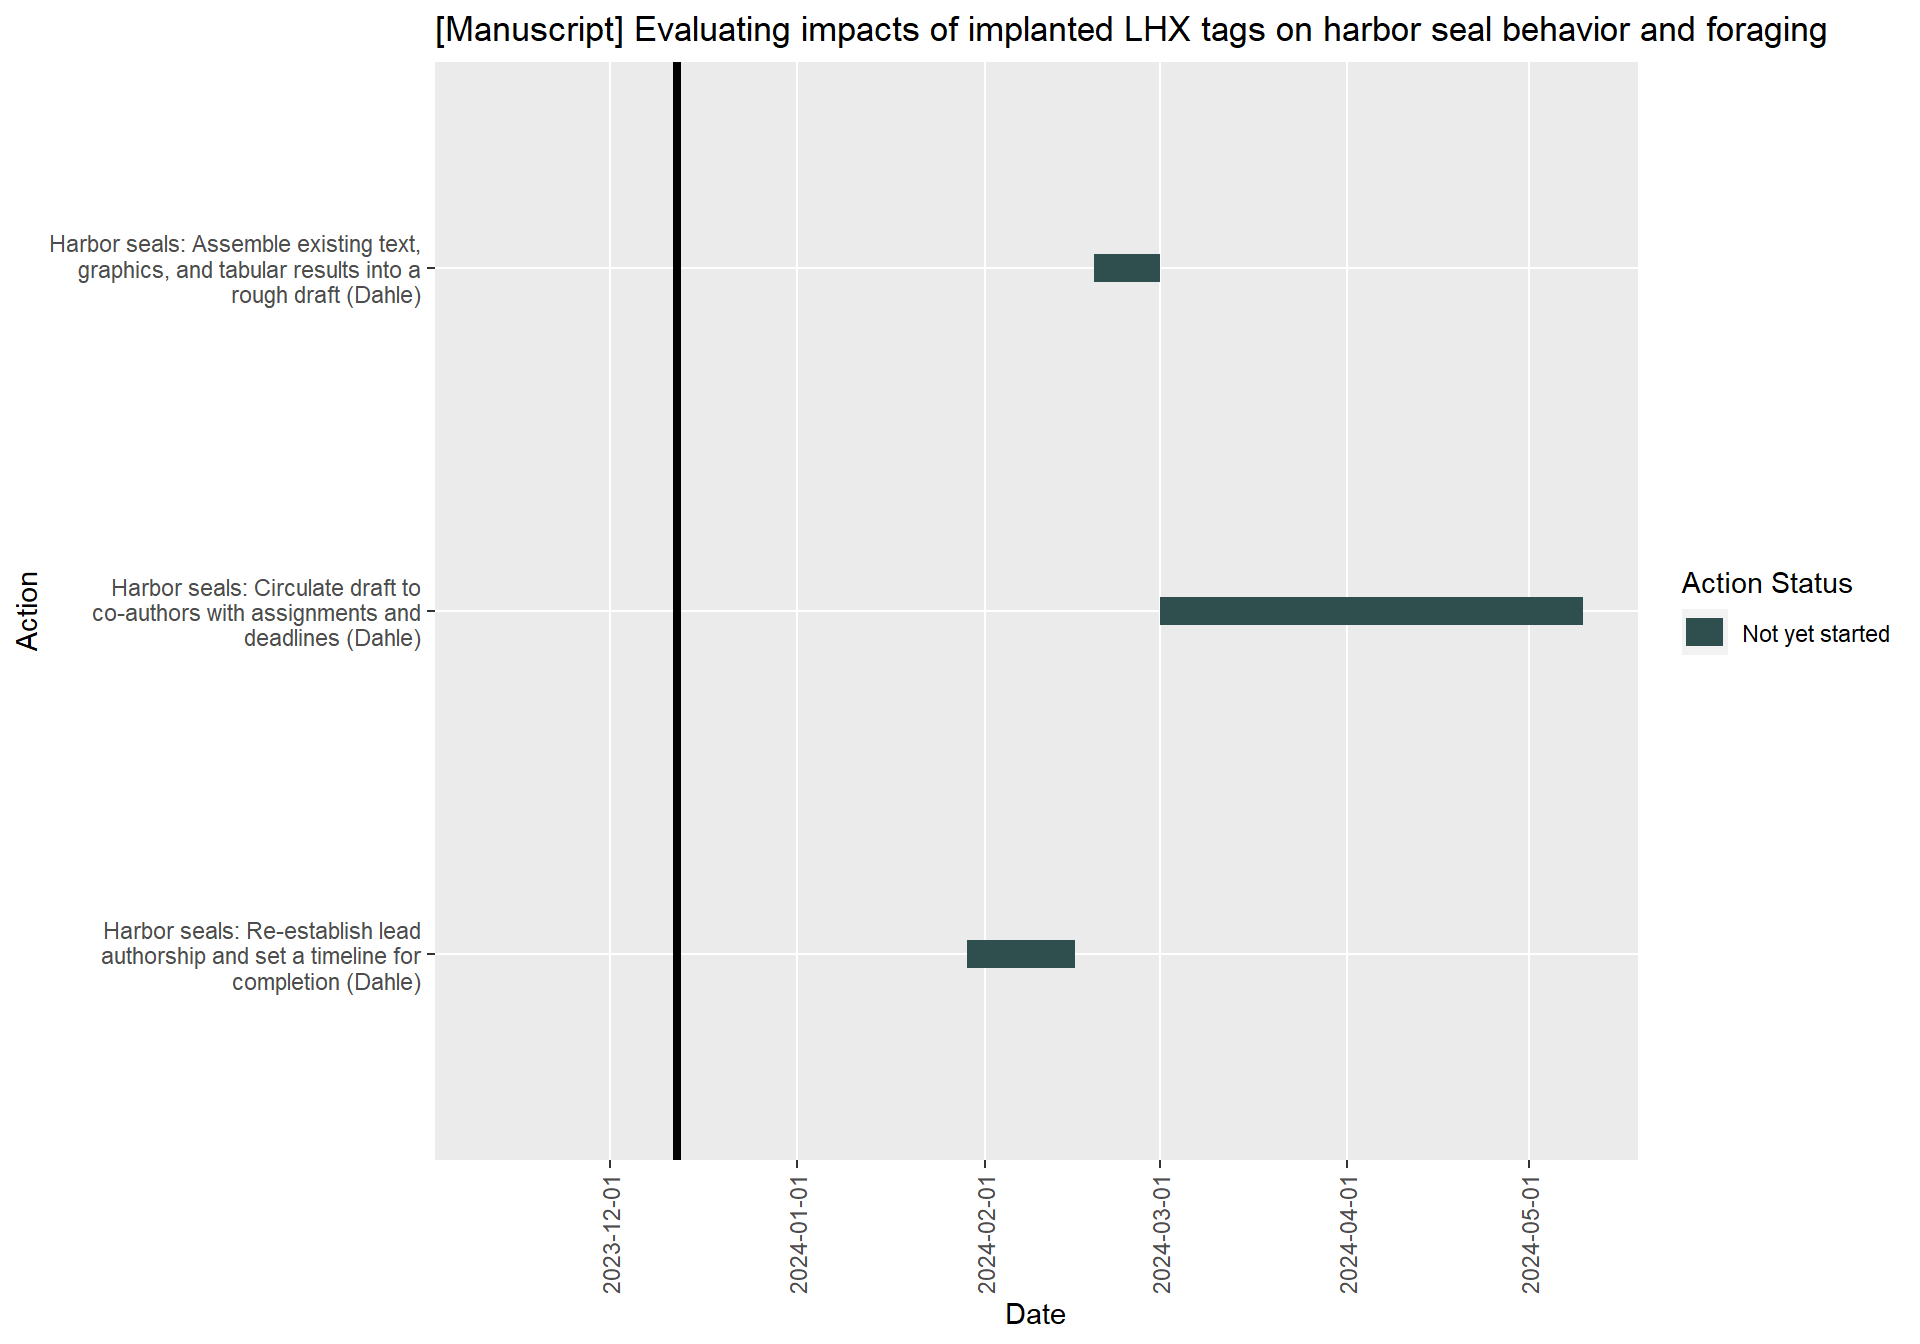 [Manuscript] Evaluating impacts of implanted LHX tags on harbor seal behavior and foraging
Harbor seals: Assemble existing text,
graphics, and tabular results into a
rough draft (Dahle)
Harbor seals: Circulate draft to
co-authors with assignments and
deadlines (Dahle)
Harbor seals: Re-establish lead
authorship and set a timeline for
completion (Dahle)
Action
2023-12-01
2024-01-01
2024-02-01
2024-03-01
2024-04-01
2024-05-01
Date
Action Status
Not yet started